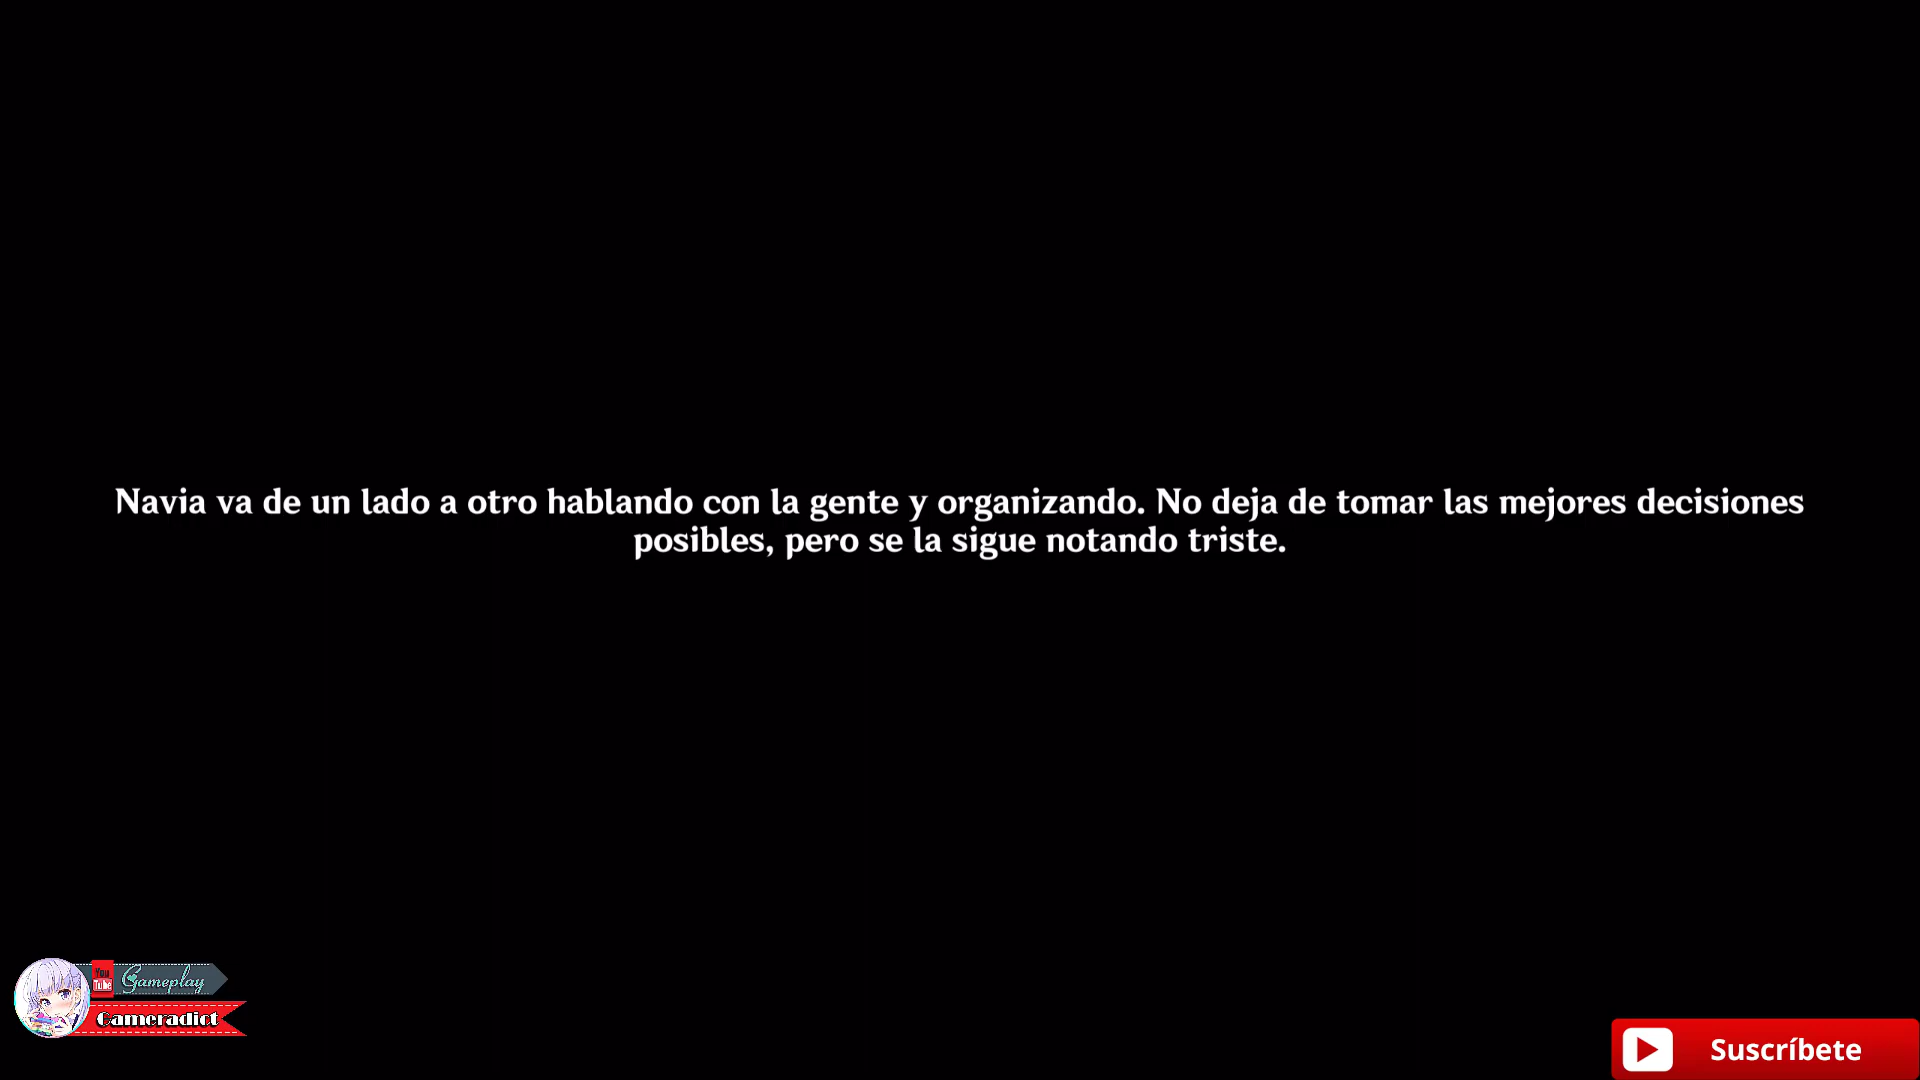 Navia va de un lado a otro hablando con la gente y organizando. No deja de tomar las mejores decisiones
posibles, pero se la sigue notando triste.
You
Tube
Gameplay
Gameradict
Suscríbete